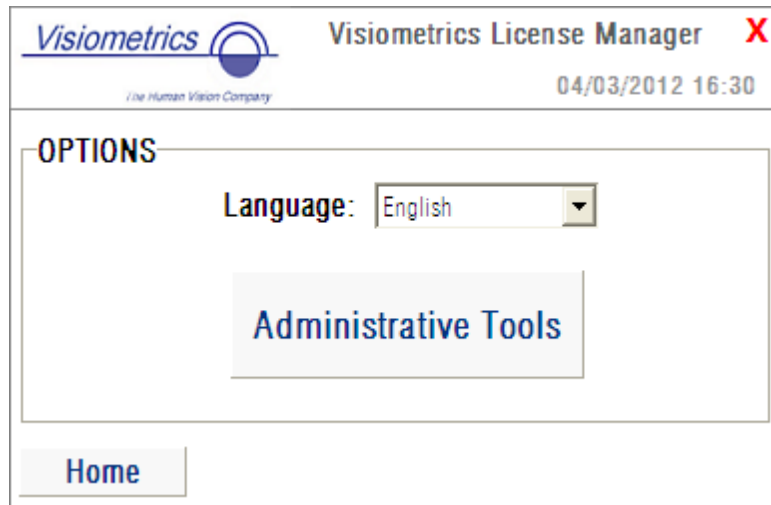 Visiometrics
The Human Vision Company
Visiometrics License Manager X
04/03/2012 16:30
OPTIONS
Language: English
Administrative Tools
Home